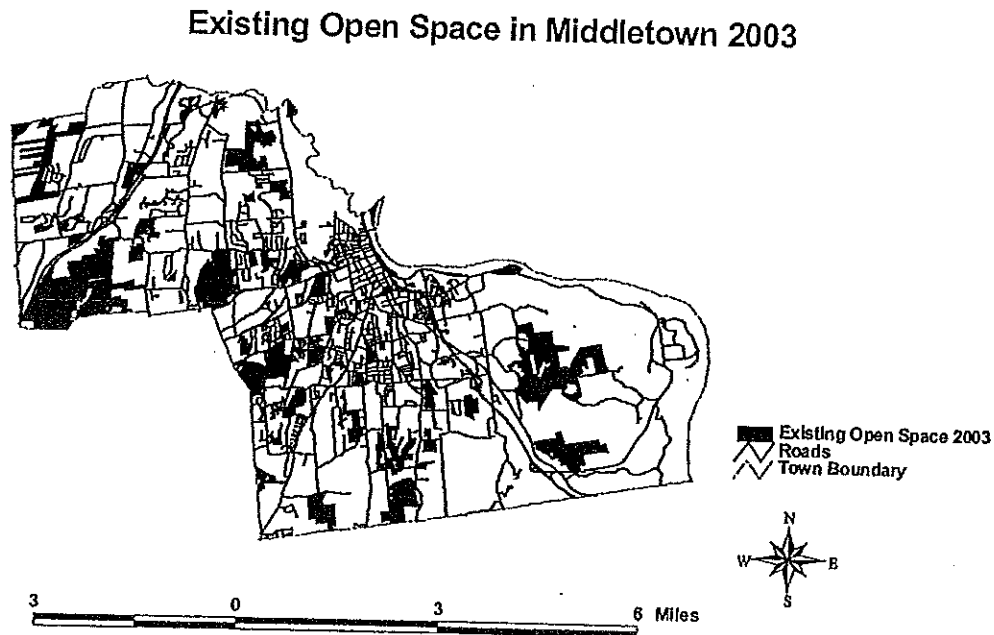 Existing Open Space in Middletown 2003
Existing Open Space 2003
Roads
Town Boundary
N
W E
S
3 0 3 6 Miles